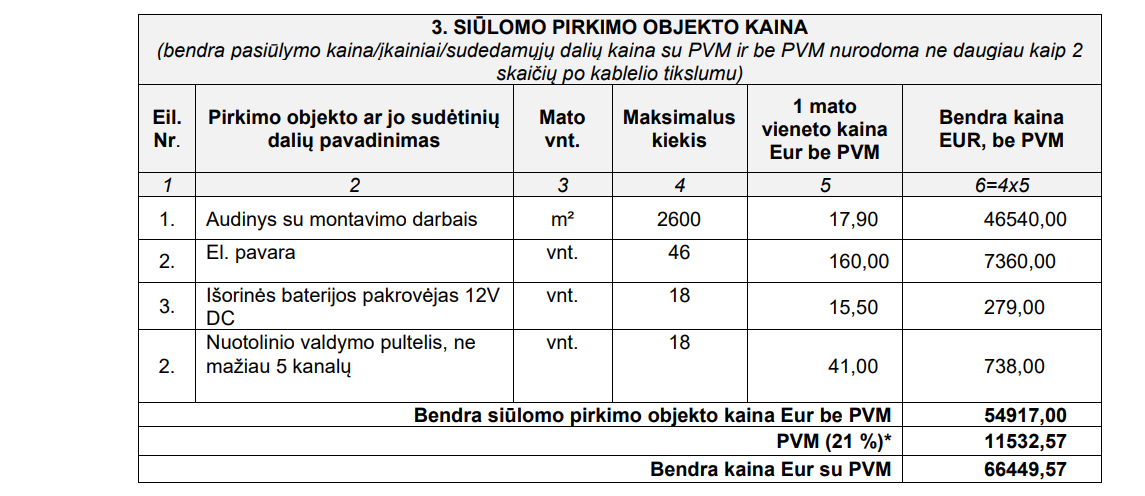 3. SIŪLOMO PIRKIMO OBJEKTO KAINA
(bendra pasiūlymo kaina/įkainiai/sudedamųjų dalių kaina su PVM ir be PVM nurodoma ne daugiau kaip 2
skaičių po kablelio tikslumu)
Eil. Nr. Pirkimo objekto ar jo sudėtinių dalių pavadinimas Mato vnt. Maksimalus kiekis 1 mato vieneto kaina Eur be PVM Bendra kaina EUR, be PVM
1 2 3 4 5 6=4x5
1. Audinys su montavimo darbais m² 2600 17,90 46540,00
2. El. pavara vnt. 46 160,00 7360,00
3. Išorinės baterijos pakrovėjas 12V DC vnt. 18 15,50 279,00
2. Nuotolinio valdymo pultelis, ne mažiau 5 kanalų vnt. 18 41,00 738,00
Bendra siūlomo pirkimo objekto kaina Eur be PVM 54917,00
PVM (21 %)* 11532,57
Bendra kaina Eur su PVM 66449,57